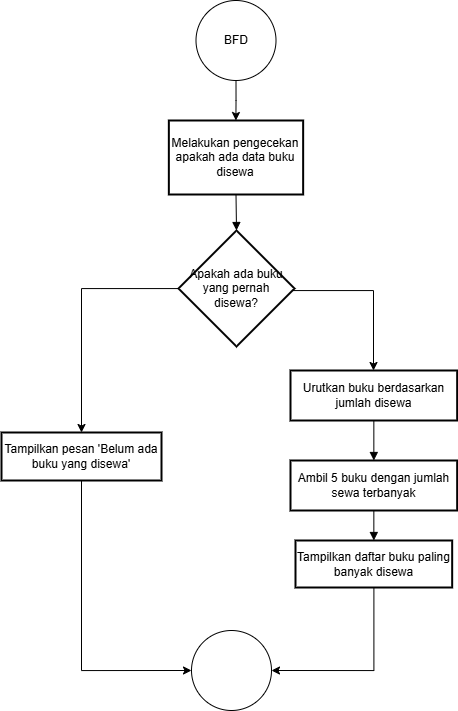 BFD
Melakukan pengecekan
apakah ada data buku
disewa
Apakah ada buku
yang pernah
disewa?
Urutkan buku berdasarkan
jumlah disewa
Tampilkan pesan 'Belum ada
buku yang disewa'
Ambil 5 buku dengan jumlah
sewa terbanyak
Tampilkan daftar buku paling
banyak disewa